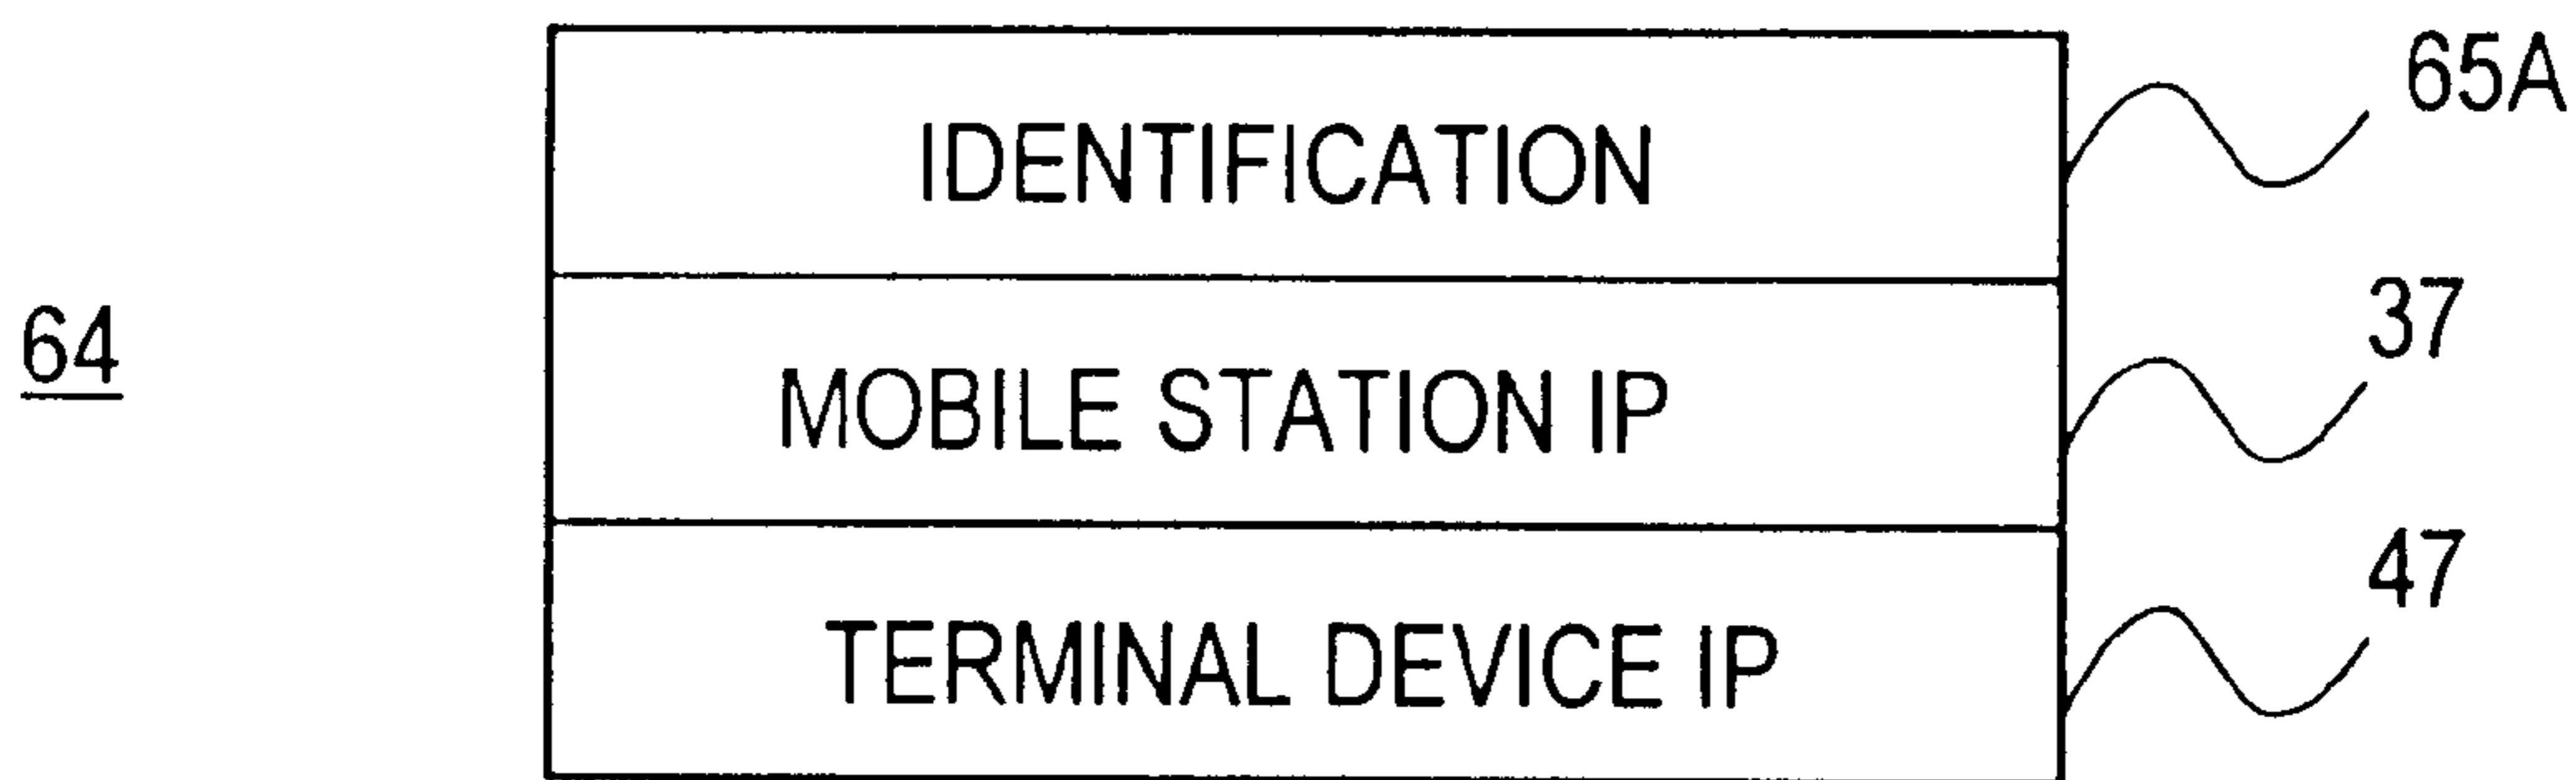 65A
IDENTIFICATION
37
64
MOBILE STATION IP
47
TERMINAL DEVICE IP